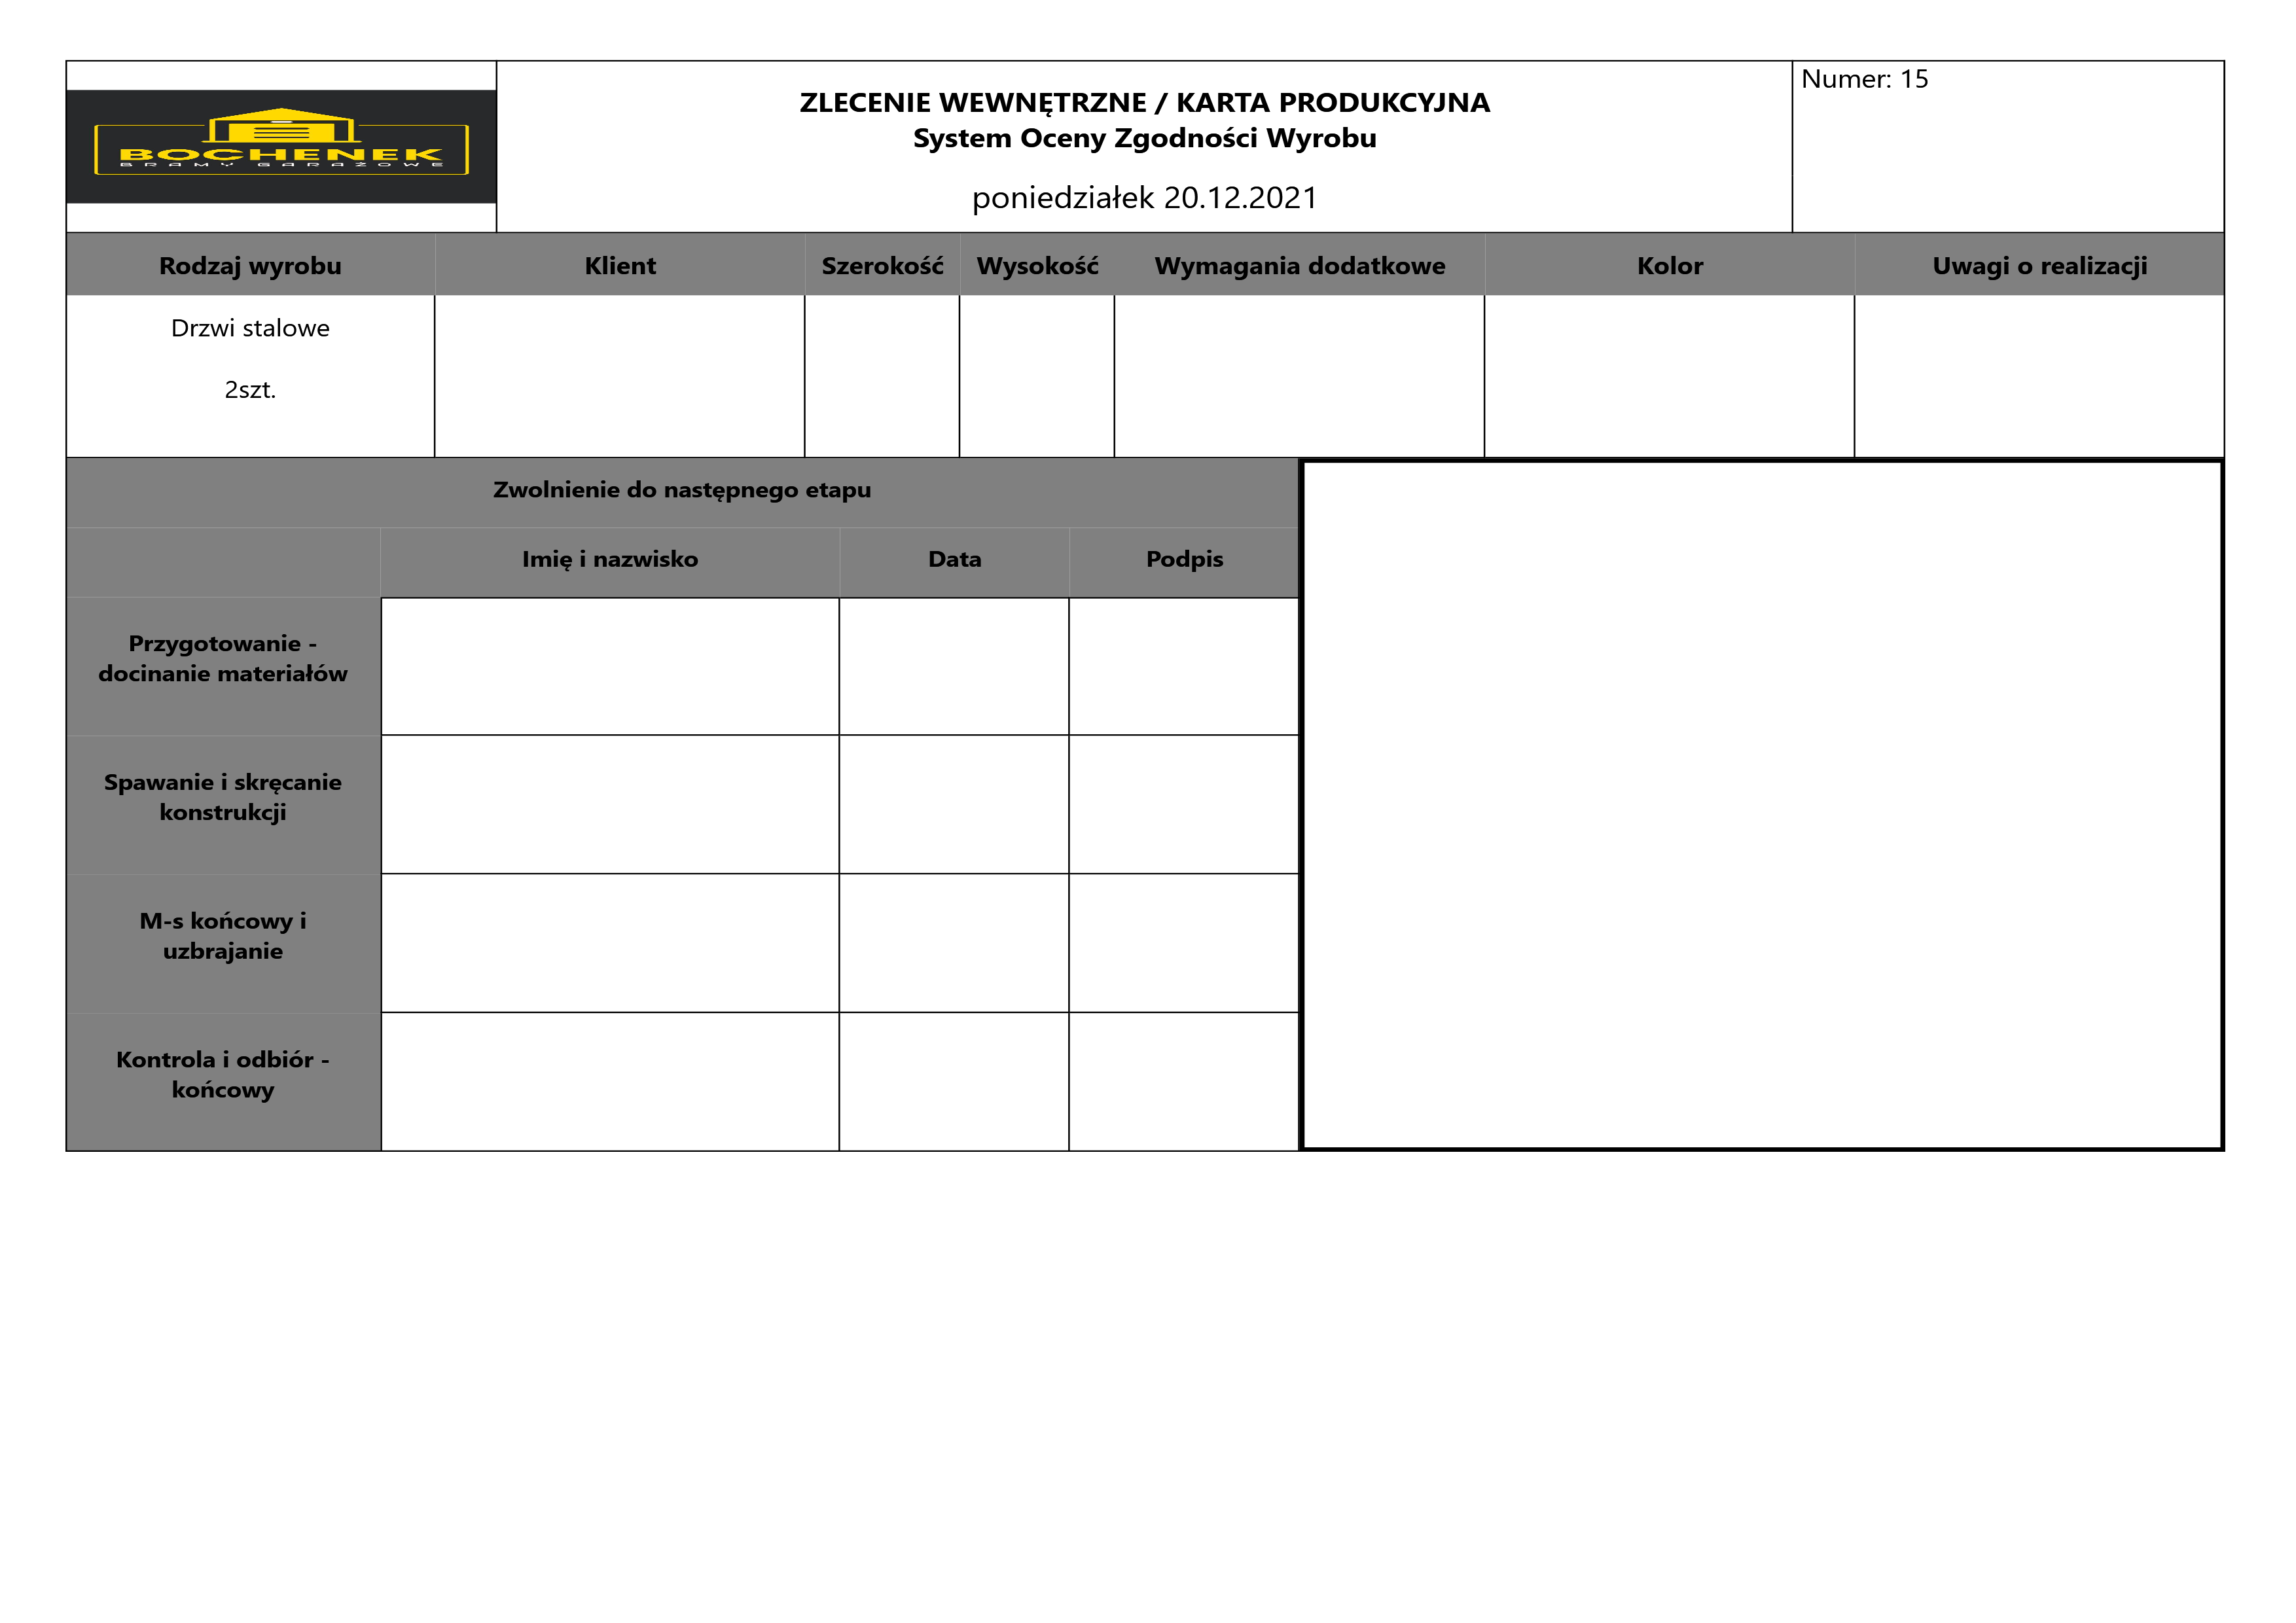 BOCHENEK
BRAMY GARAŻOWE
ZLECENIE WEWNĘTRZNE / KARTA PRODUKCYJNA
System Oceny Zgodności Wyrobu
poniedziałek 20.12.2021
Numer: 15
Rodzaj wyrobu Klient Szerokość Wysokość Wymagania dodatkowe Kolor Uwagi o realizacji
Drzwi stalowe
2szt.
Zwolnienie do następnego etapu
Imię i nazwisko Data Podpis
Przygotowanie -
docinanie materiałów
Spawanie i skręcanie
konstrukcji
M-s końcowy i
uzbrajanie
Kontrola i odbiór -
końcowy